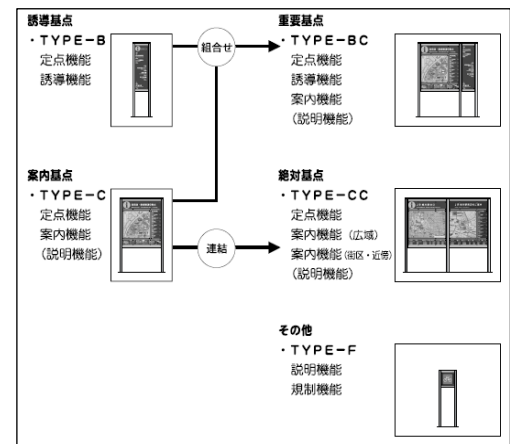 誘導基点
・TYPE-B
定点機能
誘導機能
組合せ
重要基点
・TYPE-BC
定点機能
誘導機能
案内機能
(説明機能)
案内基点
・TYPE-C
定点機能
案内機能
(説明機能)
連結
絶対基点
・TYPE-CC
定点機能
案内機能(広域)
案内機能(街区・近傍)
(説明機能)
その他
・TYPE-F
説明機能
規制機能